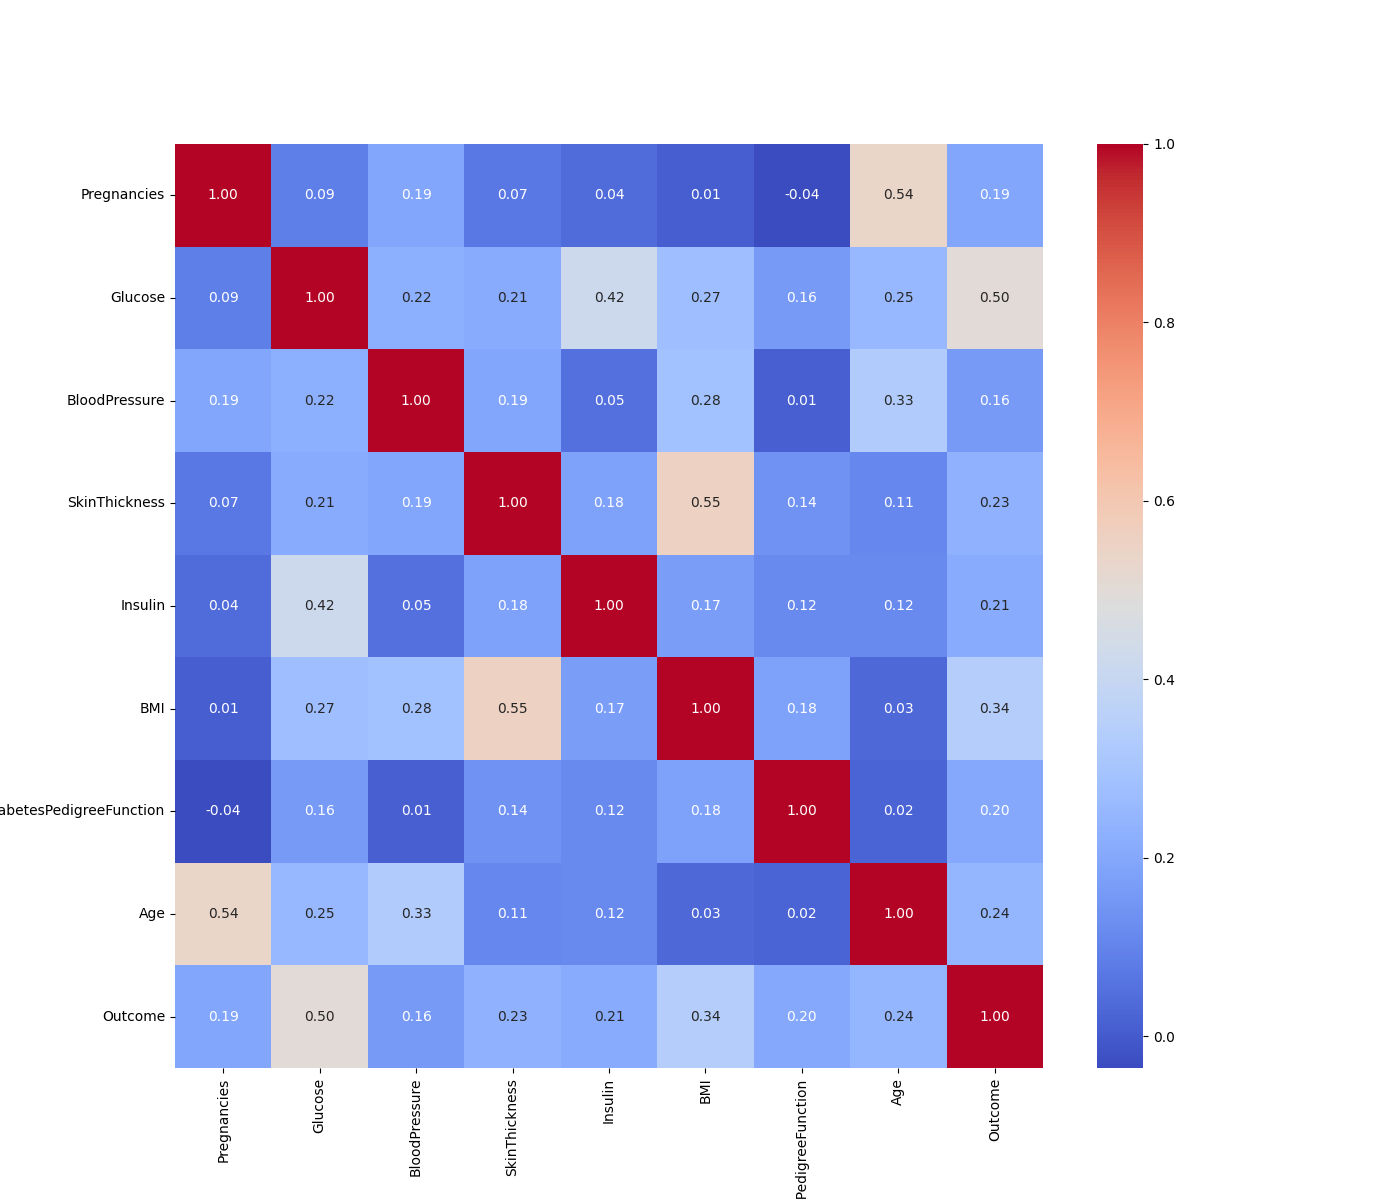 1.0
Pregnancies 1.00 0.09 0.19 0.07 0.04 0.01 -0.04 0.54 0.19
Glucose 0.09 1.00 0.22 0.21 0.42 0.27 0.16 0.25 0.50
0.8
BloodPressure 0.19 0.22 1.00 0.19 0.05 0.28 0.01 0.33 0.16
SkinThickness 0.07 0.21 0.19 1.00 0.18 0.55 0.14 0.11 0.23
0.6
Insulin 0.04 0.42 0.05 0.18 1.00 0.17 0.12 0.12 0.21
0.4
BMI 0.01 0.27 0.28 0.55 0.17 1.00 0.18 0.03 0.34
abetesPedigreeFunction -0.04 0.16 0.01 0.14 0.12 0.18 1.00 0.02 0.20
0.2
Age 0.54 0.25 0.33 0.11 0.12 0.03 0.02 1.00 0.24
Outcome 0.19 0.50 0.16 0.23 0.21 0.34 0.20 0.24 1.00
0.0
Pregnancies
Glucose
BloodPressure
SkinThickness
Insulin
BMI
PedigreeFunction
Age
Outcome